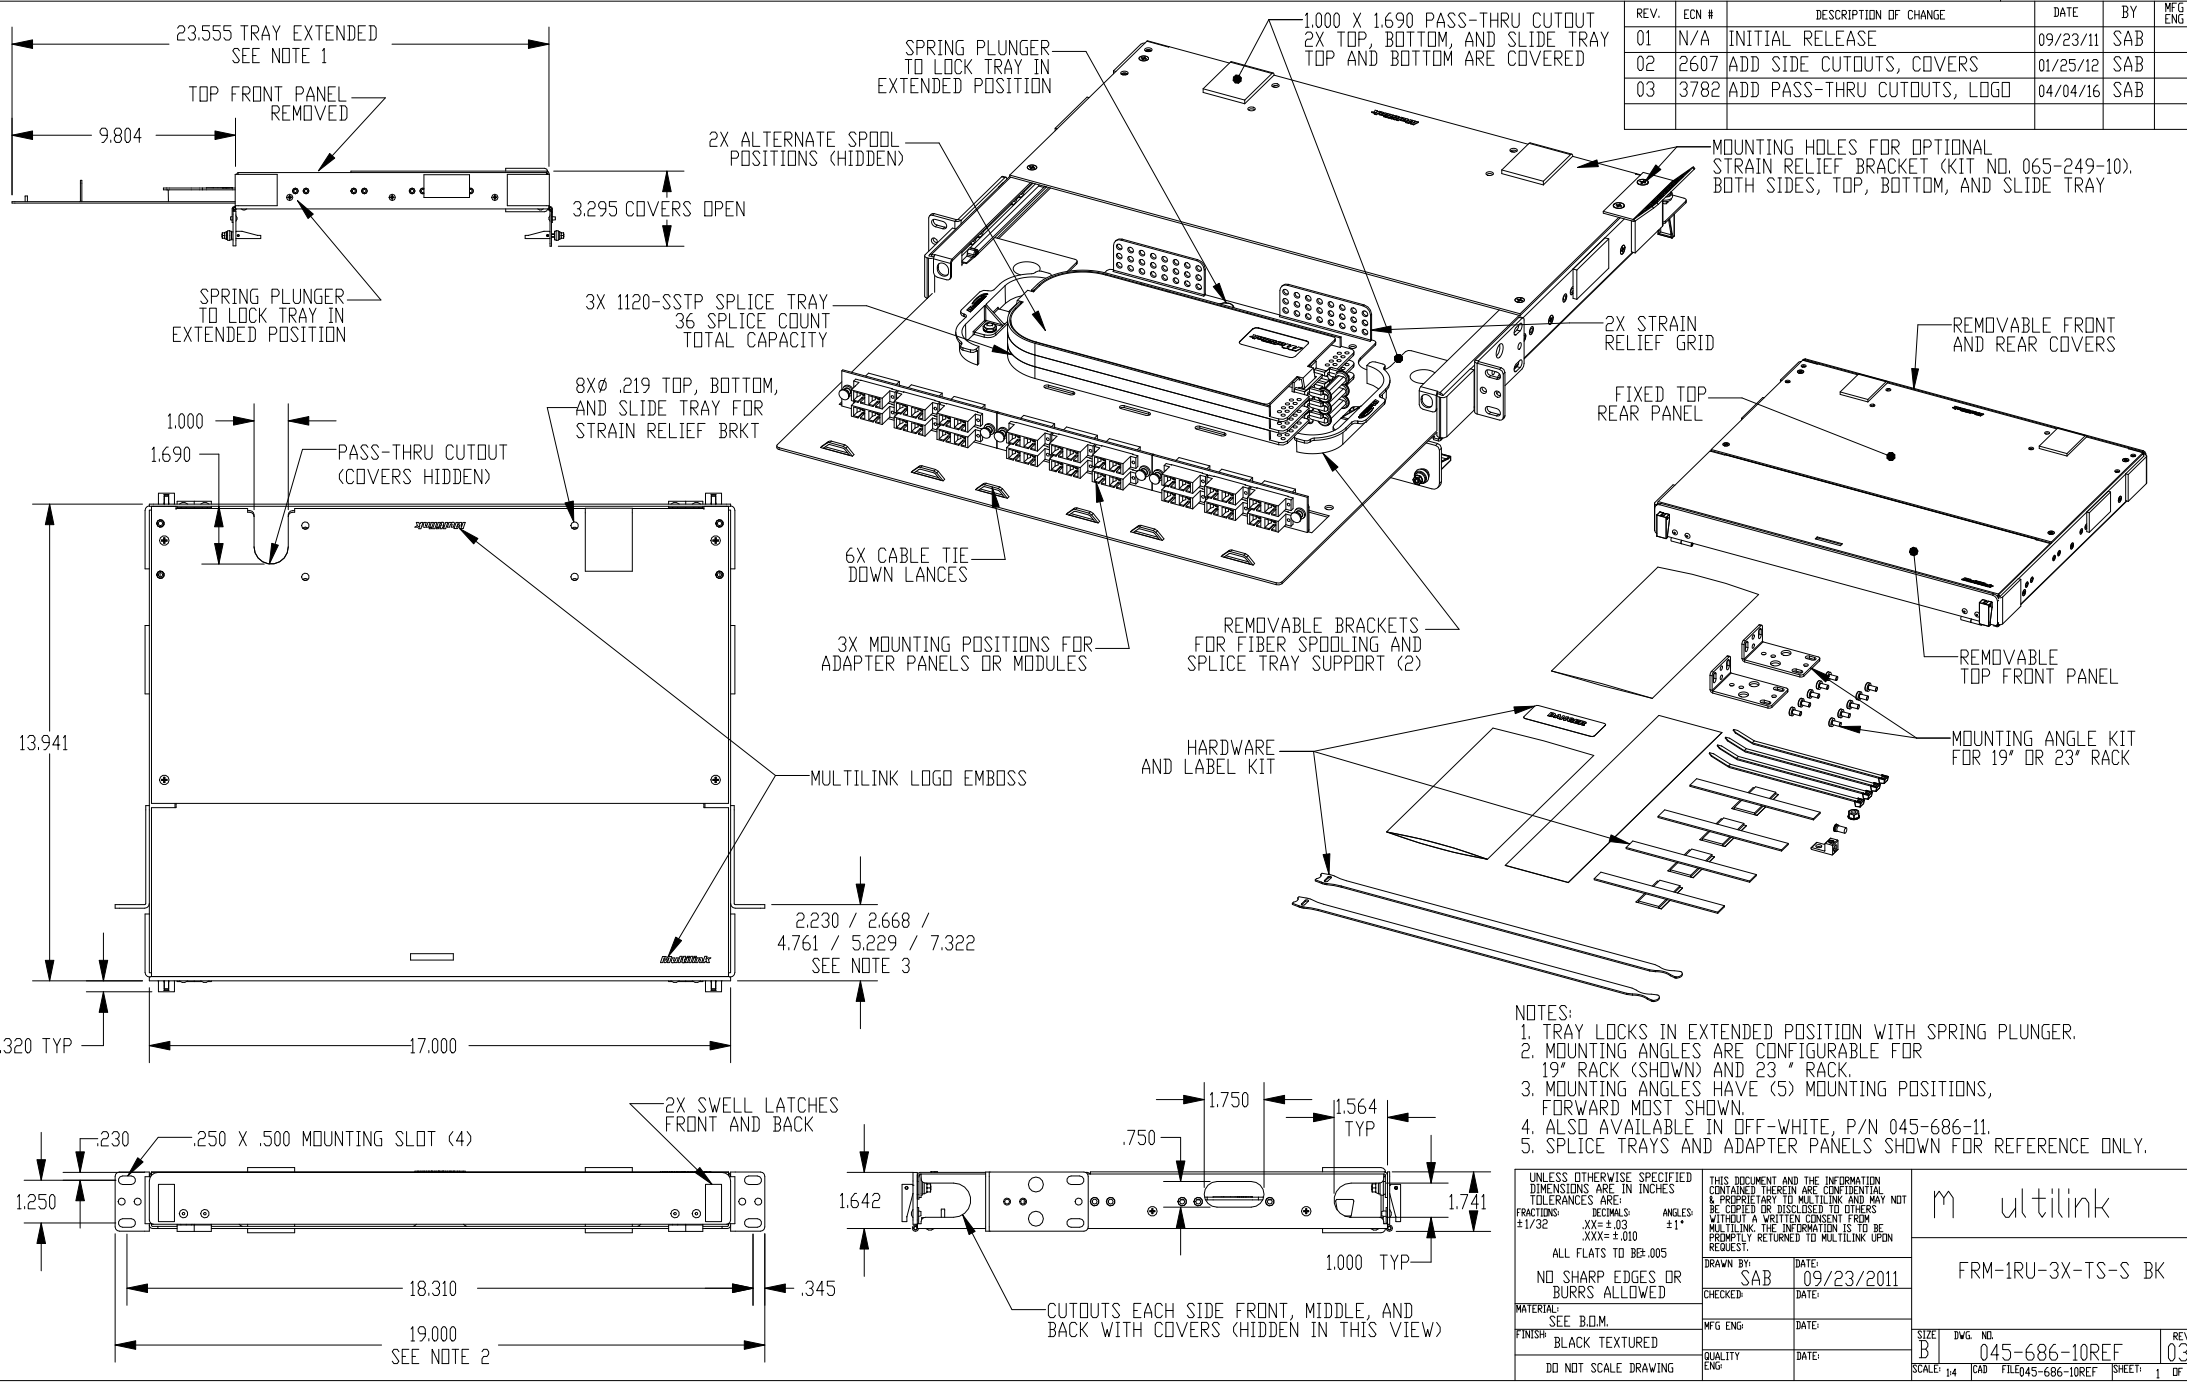 23.555 TRAY EXTENDED
SEE NOTE 1
TOP FRONT PANEL
REMOVED
9.804
3.295 COVERS OPEN
SPRING PLUNGER
TO LOCK TRAY IN
EXTENDED POSITION
SPRING PLUNGER
TO LOCK TRAY IN
EXTENDED POSITION
1.000 X 1.690 PASS-THRU CUTOUT
2X TOP, BOTTOM, AND SLIDE TRAY
TOP AND BOTTOM ARE COVERED
REV. ECN # DESCRIPTION OF CHANGE DATE BY MFG ENG
01 N/A INITIAL RELEASE 09/23/11 SAB
02 2607 ADD SIDE CUTOUTS, COVERS 01/25/12 SAB
03 3782 ADD PASS-THRU CUTOUTS, LOGO 04/04/16 SAB
2X ALTERNATE SPOOL
POSITIONS (HIDDEN)
MOUNTING HOLES FOR OPTIONAL
STRAIN RELIEF BRACKET (KIT NO. 065-249-10).
BOTH SIDES, TOP, BOTTOM, AND SLIDE TRAY
3X 1120-SSTP SPLICE TRAY
36 SPLICE COUNT
TOTAL CAPACITY
2X STRAIN
RELIEF GRID
REMOVABLE FRONT
AND REAR COVERS
FIXED TOP
REAR PANEL
8XØ .219 TOP, BOTTOM,
AND SLIDE TRAY FOR
STRAIN RELIEF BRKT
1.000
1.690
PASS-THRU CUTOUT
(COVERS HIDDEN)
Multilink
6X CABLE TIE
DOWN LANCES
3X MOUNTING POSITIONS FOR
ADAPTER PANELS OR MODULES
REMOVABLE BRACKETS
FOR FIBER SPOOLING AND
SPLICE TRAY SUPPORT (2)
REMOVABLE
TOP FRONT PANEL
DANGER
HARDWARE
AND LABEL KIT
MOUNTING ANGLE KIT
FOR 19" OR 23" RACK
13.941
MULTILINK LOGO EMBOSS
2.230 / 2.668 /
4.761 / 5.229 / 7.322
SEE NOTE 3
Multilink
.320 TYP
17.000
NOTES:
1. TRAY LOCKS IN EXTENDED POSITION WITH SPRING PLUNGER.
2. MOUNTING ANGLES ARE CONFIGURABLE FOR
19" RACK (SHOWN) AND 23 " RACK.
3. MOUNTING ANGLES HAVE (5) MOUNTING POSITIONS,
FORWARD MOST SHOWN.
4. ALSO AVAILABLE IN OFF-WHITE, P/N 045-686-11.
5. SPLICE TRAYS AND ADAPTER PANELS SHOWN FOR REFERENCE ONLY.
2X SWELL LATCHES
FRONT AND BACK
.230
.250 X .500 MOUNTING SLOT (4)
1.250
18.310
.345
19.000
SEE NOTE 2
1.750
.750
1.564
TYP
1.642
1.741
1.000 TYP
CUTOUTS EACH SIDE FRONT, MIDDLE, AND
BACK WITH COVERS (HIDDEN IN THIS VIEW)
UNLESS OTHERWISE SPECIFIED
DIMENSIONS ARE IN INCHES
TOLERANCES ARE:
FRACTIONS: DECIMALS: ANGLES:
±1/32 .XX=±.03 ±1°
.XXX=±.010
ALL FLATS TO BE±.005
NO SHARP EDGES OR
BURRS ALLOWED
MATERIAL:
SEE B.O.M.
FINISH:
BLACK TEXTURED
DO NOT SCALE DRAWING
THIS DOCUMENT AND THE INFORMATION
CONTAINED THEREIN ARE CONFIDENTIAL
& PROPRIETARY TO MULTILINK AND MAY NOT
BE COPIED OR DISCLOSED TO OTHERS
WITHOUT A WRITTEN CONSENT FROM
MULTILINK. THE INFORMATION IS TO BE
PROMPTLY RETURNED TO MULTILINK UPON
REQUEST.
DRAWN BY: SAB DATE: 09/23/2011
CHECKED: DATE:
MFG ENG: DATE:
QUALITY ENG: DATE:
m ultilink
FRM-1RU-3X-TS-S BK
SIZE B DWG. NO. 045-686-10REF REV 03
SCALE: 1:4 CAD FILE: 045-686-10REF SHEET: 1 OF